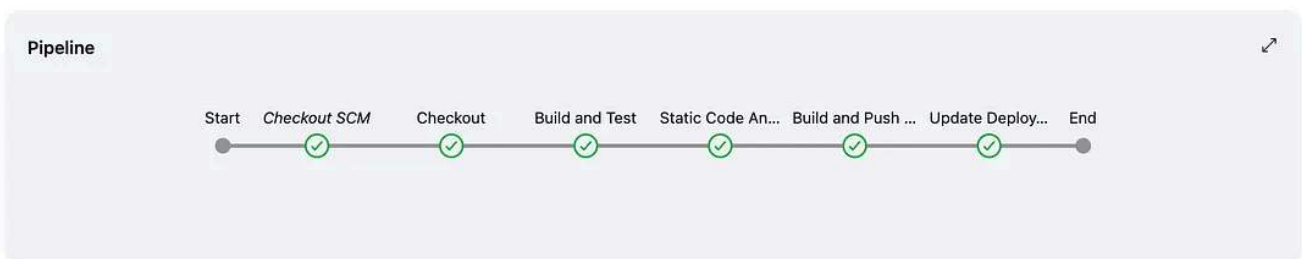 Pipeline
Start Checkout SCM Checkout Build and Test Static Code An... Build and Push ... Update Deploy... End